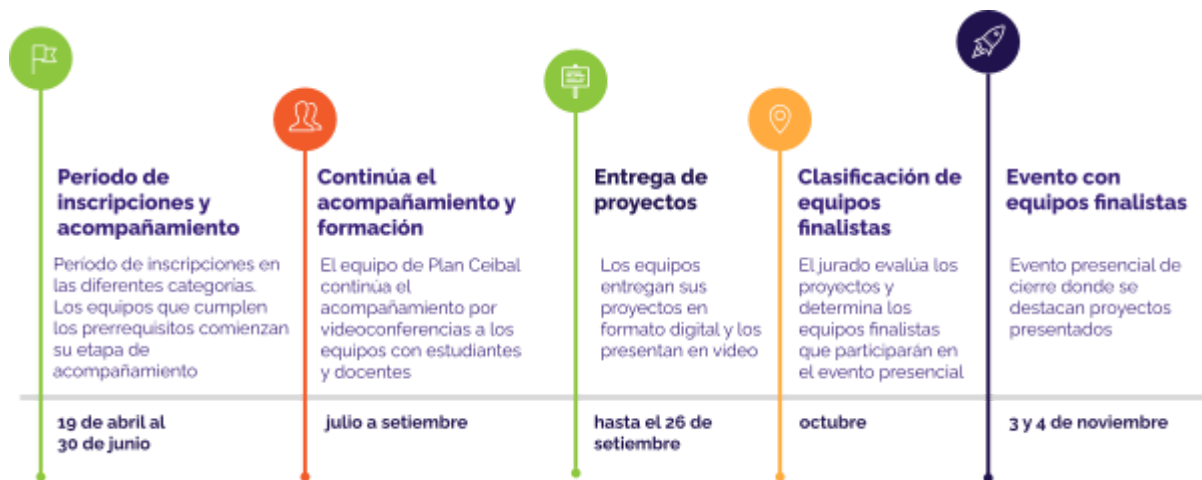 Período de
inscripciones y
acompañamiento
Período de inscripciones en
las diferentes categorías.
Los equipos que cumplen
los prerrequisitos comienzan
su etapa de
acompañamiento
19 de abril al
30 de junio
Continúa el
acompañamiento y
formación
El equipo de Plan Ceibal
continúa el
acompañamiento por
videoconferencias a los
equipos con estudiantes
y docentes
julio a setiembre
Entrega de
proyectos
Los equipos
entregan sus
proyectos en
formato digital y los
presentan en video
hasta el 26 de
setiembre
Clasificación de
equipos
finalistas
El jurado evalúa los
proyectos y
determina los
equipos finalistas
que participarán en
el evento presencial
octubre
Evento con
equipos finalistas
Evento presencial de
cierre donde se
destacan proyectos
presentados
3 y 4 de noviembre